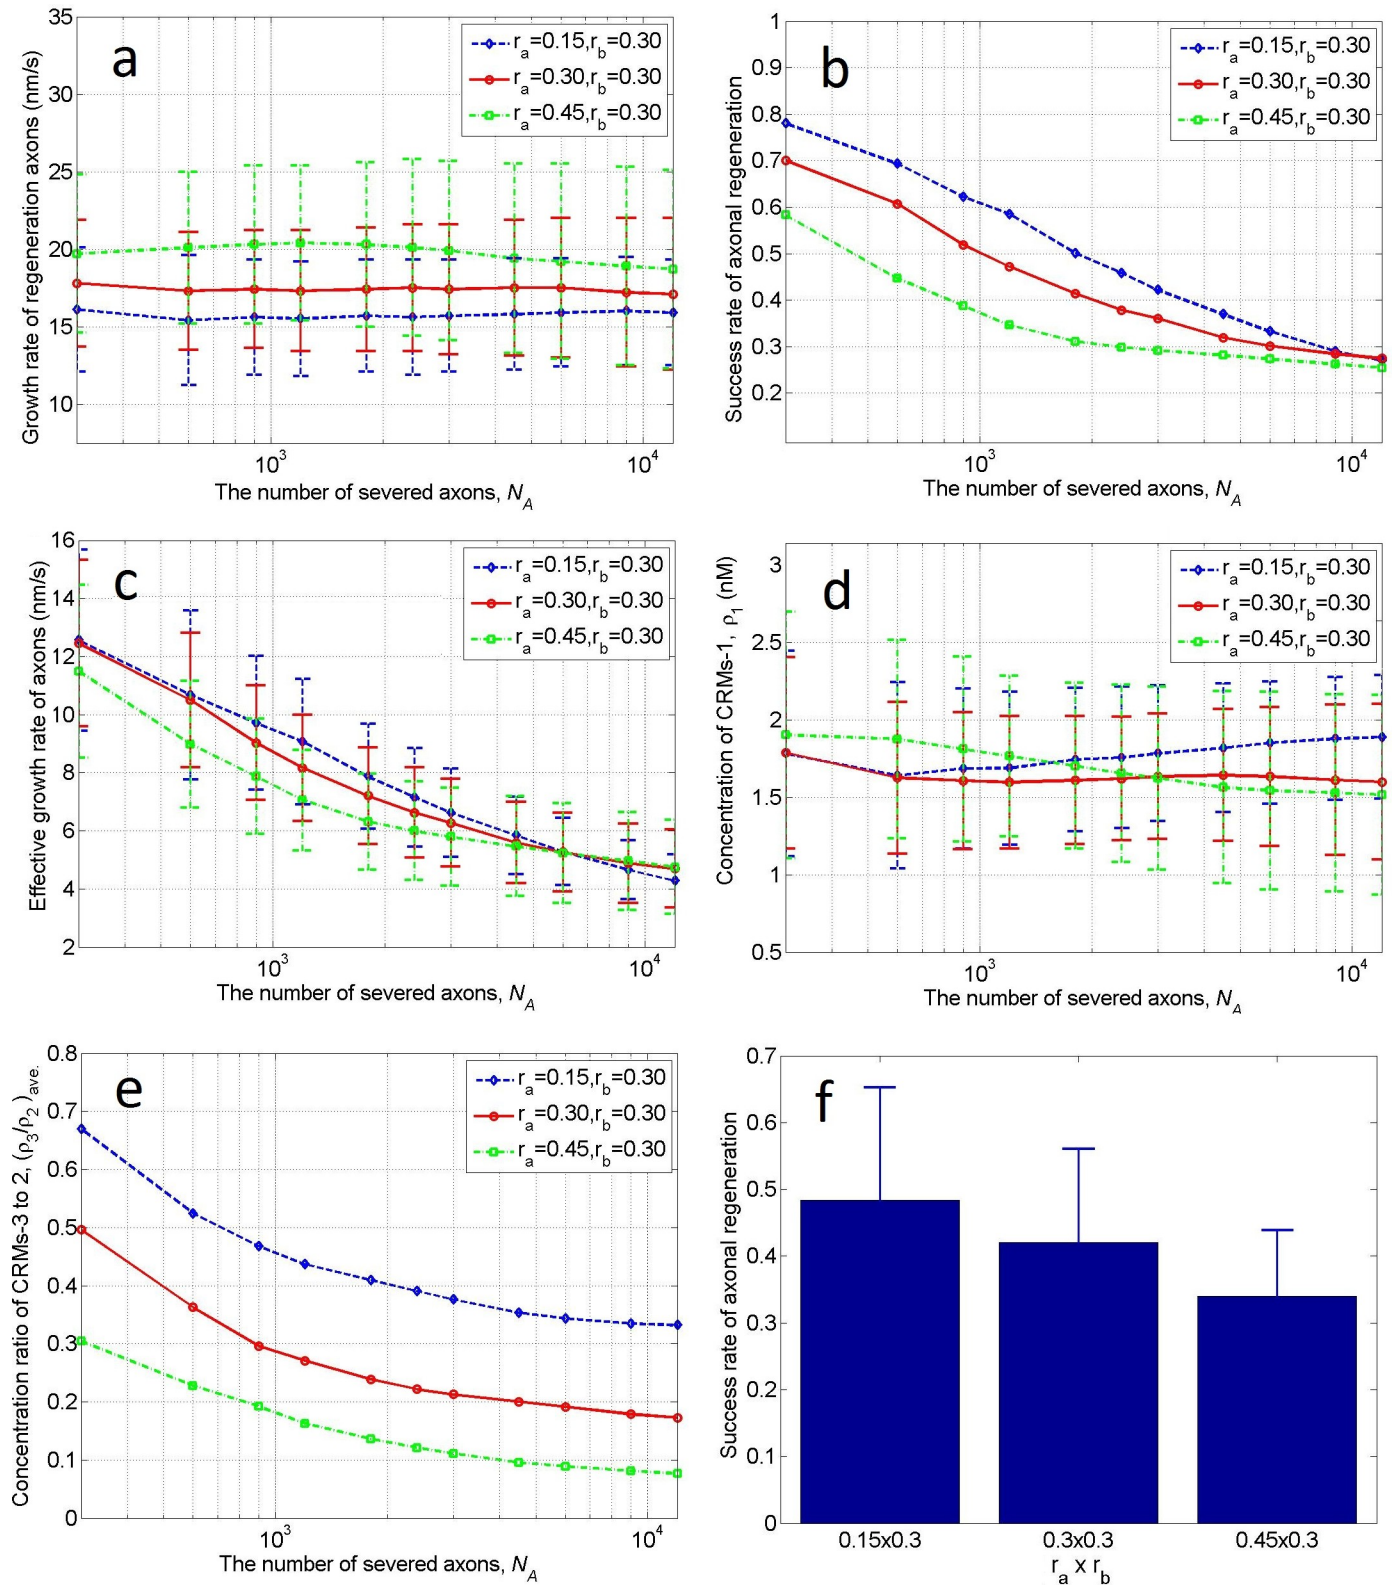 a
35
30
25
20
15
10
Growth rate of regeneration axons (nm/s)
r_a=0.15,r_b=0.30
r_a=0.30,r_b=0.30
r_a=0.45,r_b=0.30
10^3
10^4
The number of severed axons, N_A
b
1
0.9
0.8
0.7
0.6
0.5
0.4
0.3
0.2
Success rate of axonal regeneration
r_a=0.15,r_b=0.30
r_a=0.30,r_b=0.30
r_a=0.45,r_b=0.30
10^3
10^4
The number of severed axons, N_A
c
16
14
12
10
8
6
4
2
Effective growth rate of axons (nm/s)
r_a=0.15,r_b=0.30
r_a=0.30,r_b=0.30
r_a=0.45,r_b=0.30
10^3
10^4
The number of severed axons, N_A
d
3
2.5
2
1.5
1
0.5
Concentration of CRMs-1, ρ_1 (nM)
r_a=0.15,r_b=0.30
r_a=0.30,r_b=0.30
r_a=0.45,r_b=0.30
10^3
10^4
The number of severed axons, N_A
e
0.8
0.7
0.6
0.5
0.4
0.3
0.2
0.1
0
Concentration ratio of CRMs-3 to 2, (ρ_3/ρ_2)_ave.
r_a=0.15,r_b=0.30
r_a=0.30,r_b=0.30
r_a=0.45,r_b=0.30
10^3
10^4
The number of severed axons, N_A
f
0.7
0.6
0.5
0.4
0.3
0.2
0.1
0
Success rate of axonal regeneration
0.15x0.3
0.3x0.3
0.45x0.3
r_a x r_b